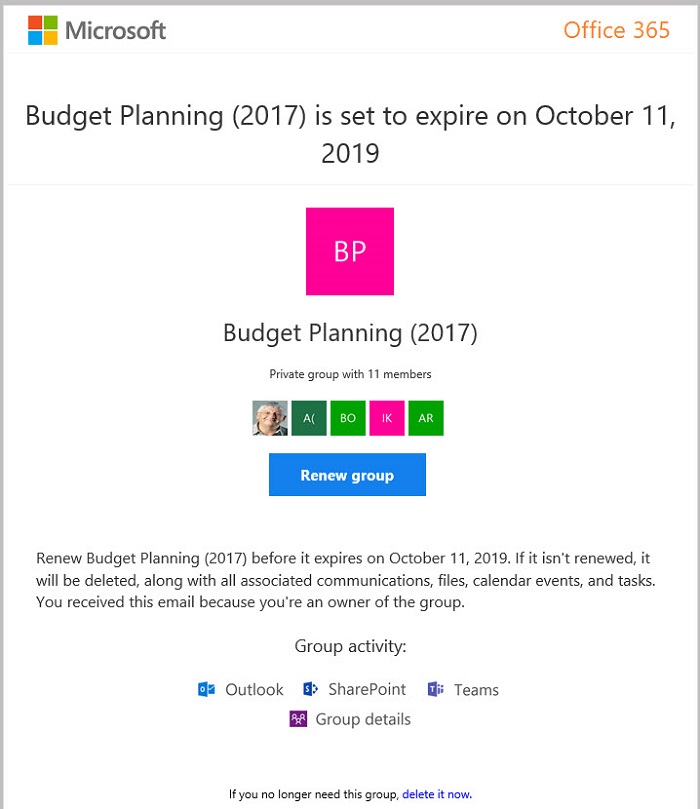 Microsoft
Office 365
Budget Planning (2017) is set to expire on October 11,
2019
BP
Budget Planning (2017)
Private group with 11 members
A(
BO
IK
AR
Renew group
Renew Budget Planning (2017) before it expires on October 11, 2019. If it isn't renewed, it
will be deleted, along with all associated communications, files, calendar events, and tasks.
You received this email because you're an owner of the group.
Group activity:
Outlook
SharePoint
Teams
Group details
If you no longer need this group, delete it now.